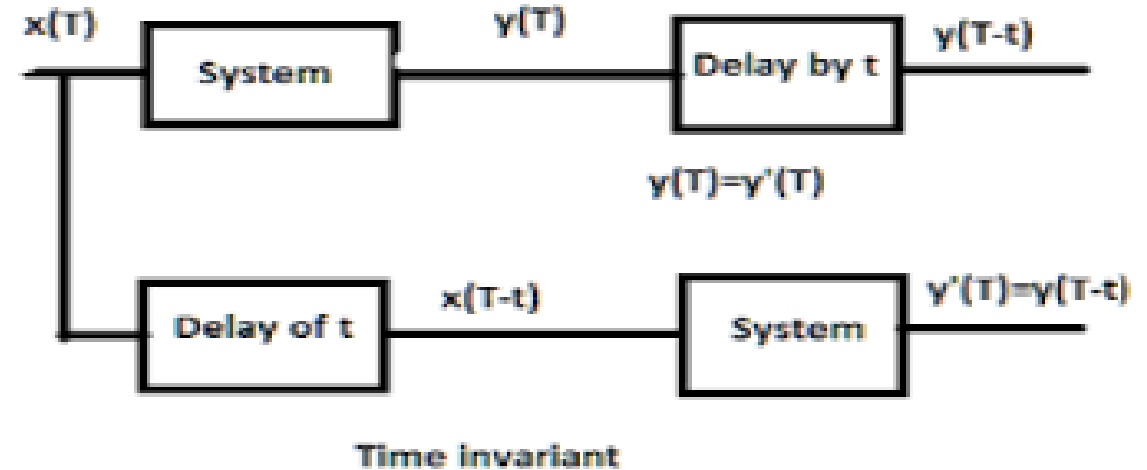 x(T)
System
y(T)
Delay by t
y(T-t)
y(T)=y'(T)
Delay of t
x(T-t)
System
y'(T)=y(T-t)
Time invariant